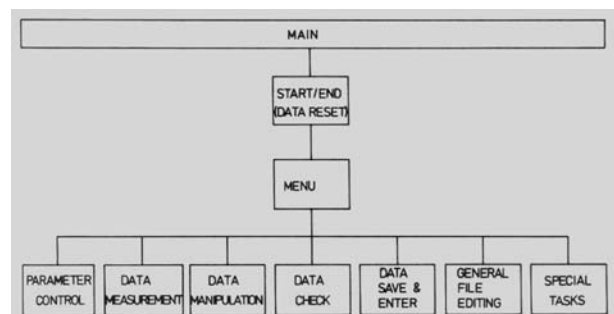 MAIN
START/END
(DATA RESET)
MENU
PARAMETER
CONTROL
DATA
MEASUREMENT
DATA
MANIPULATION
DATA
CHECK
DATA
SAVE &
ENTER
GENERAL
FILE
EDITING
SPECIAL
TASKS